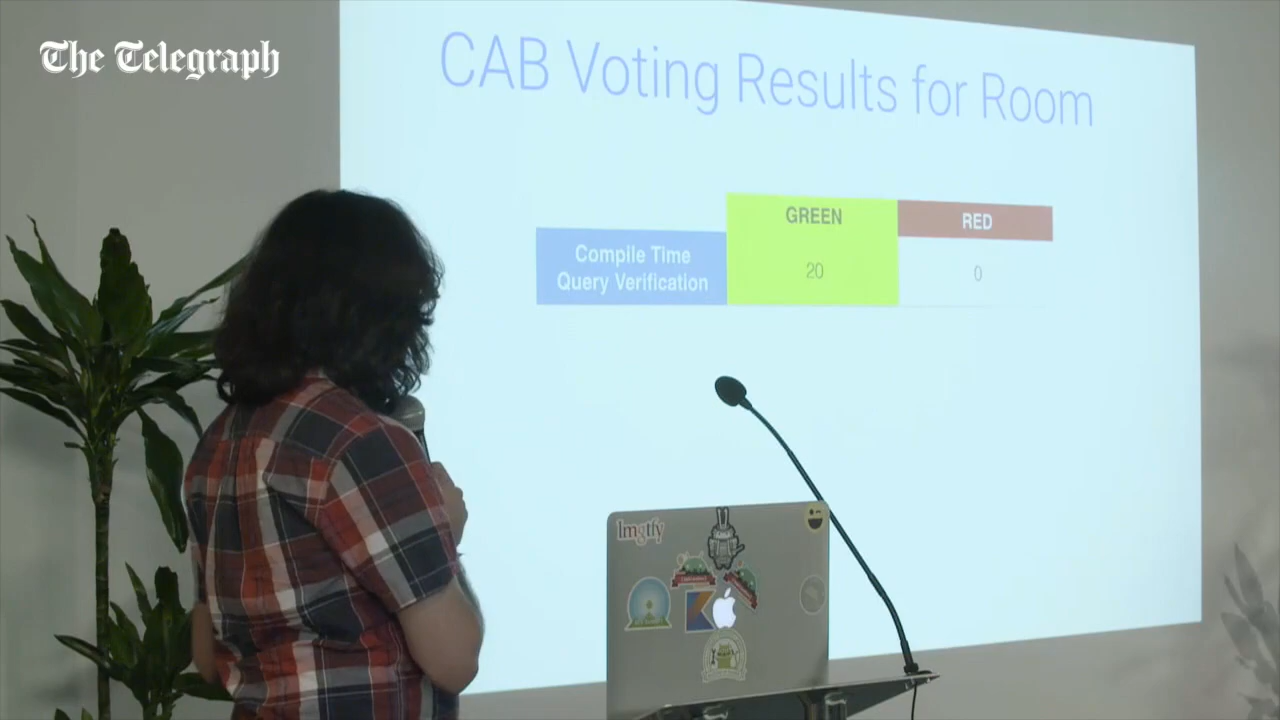 The Telegraph
CAB Voting Results for Room
GREEN
RED
Compile Time
Query Verification
20
0
lmgtfy